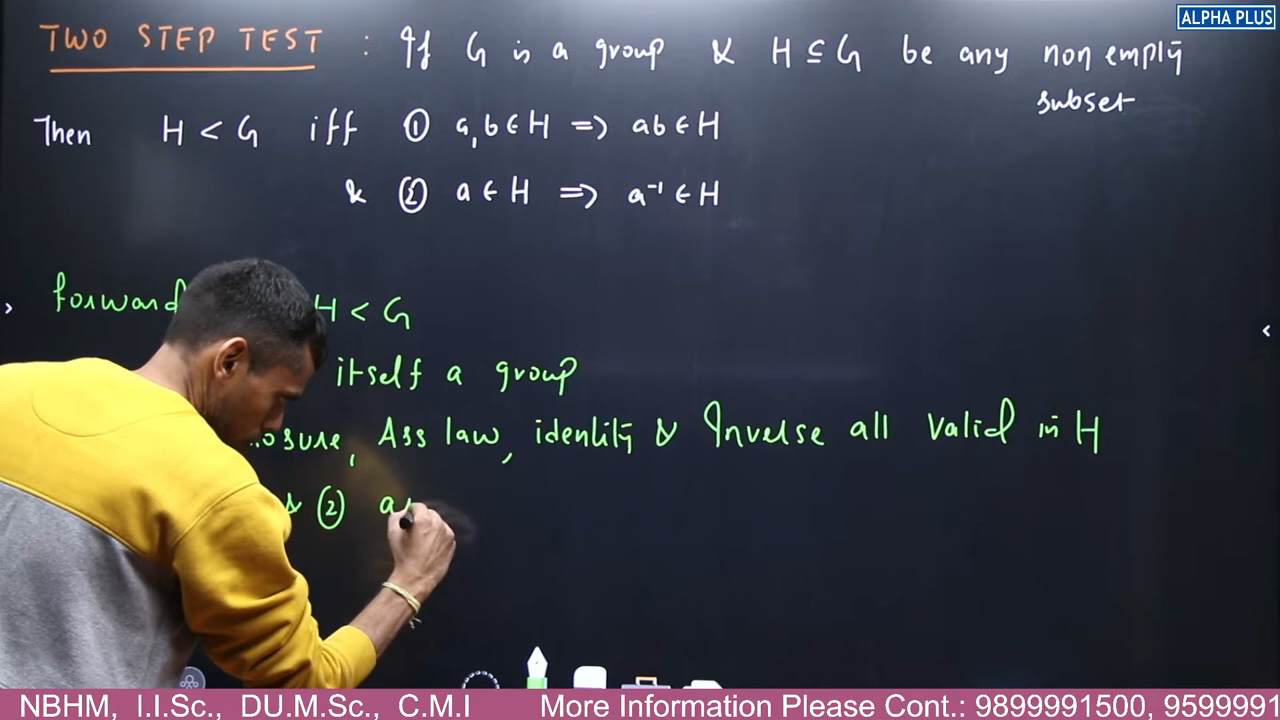 ALPHA PLUS
TWO STEP TEST : If G is a group & H ⊆ G be any non empty
subset
Then H < G iff ① a,b ∈ H => ab ∈ H
& ② a ∈ H => a⁻¹ ∈ H
forward H < G
itself a group
Ass law, identity & Inverse all valid in H
& ②
NBHM, I.I.Sc., DU.M.Sc., C.M.I More Information Please Cont.: 9899991500, 9599991